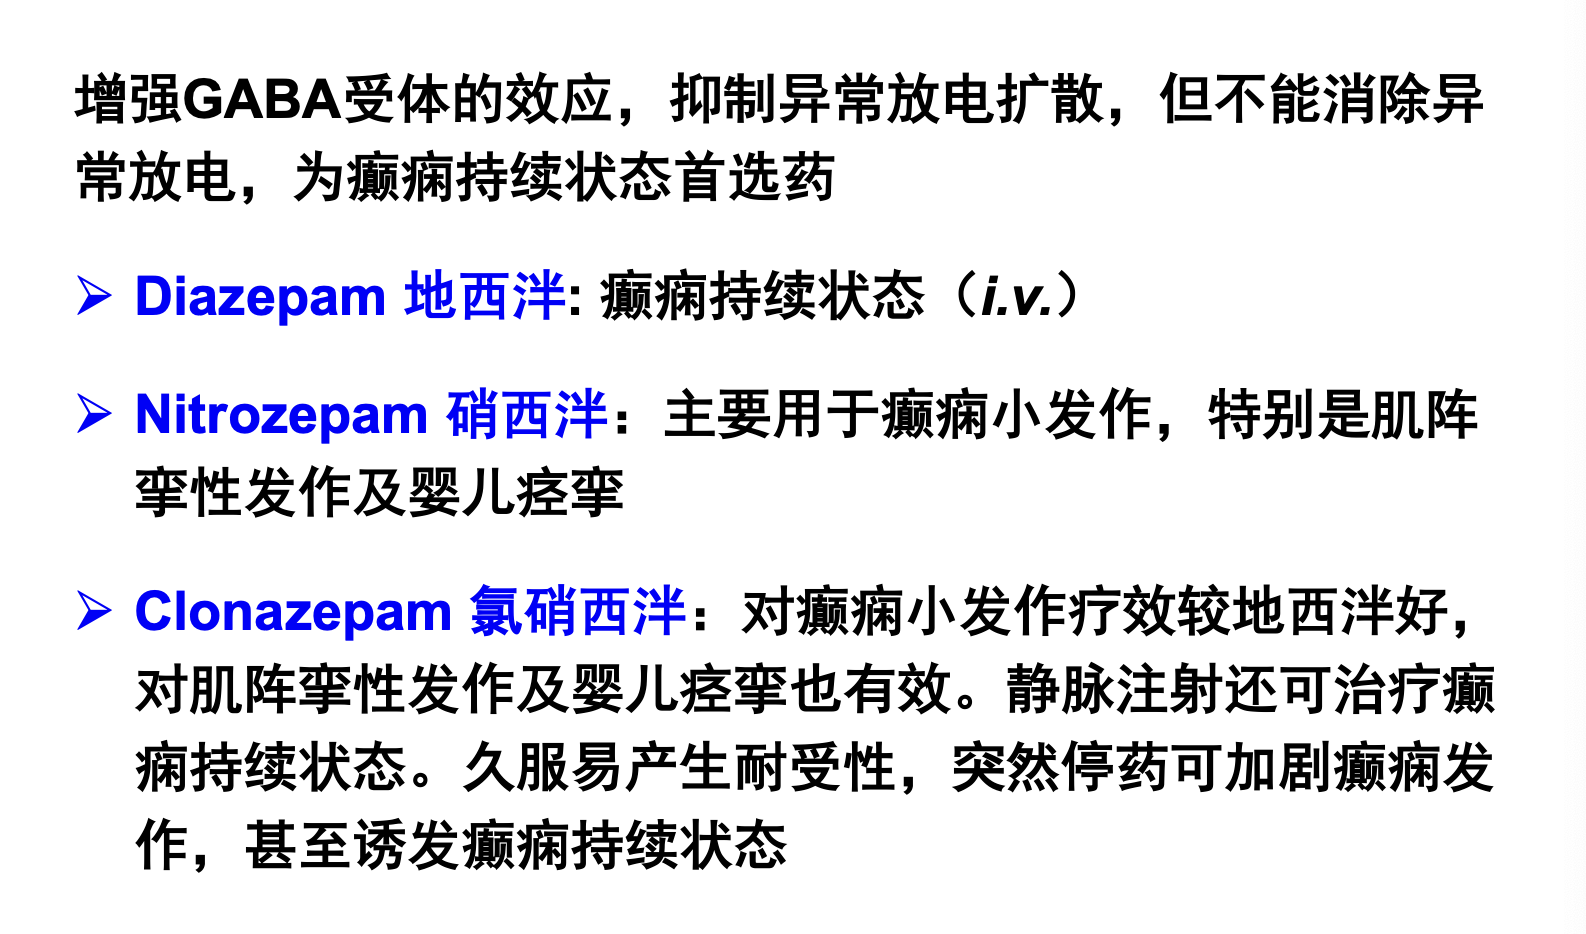 增强GABA受体的效应，抑制异常放电扩散，但不能消除异
常放电，为癫痫持续状态首选药
➢ Diazepam 地西泮: 癫痫持续状态（i.v.）
➢ Nitrozepam 硝西泮：主要用于癫痫小发作，特别是肌阵
挛性发作及婴儿痉挛
➢ Clonazepam 氯硝西泮：对癫痫小发作疗效较地西泮好，
对肌阵挛性发作及婴儿痉挛也有效。静脉注射还可治疗癫
痫持续状态。久服易产生耐受性，突然停药可加剧癫痫发
作，甚至诱发癫痫持续状态